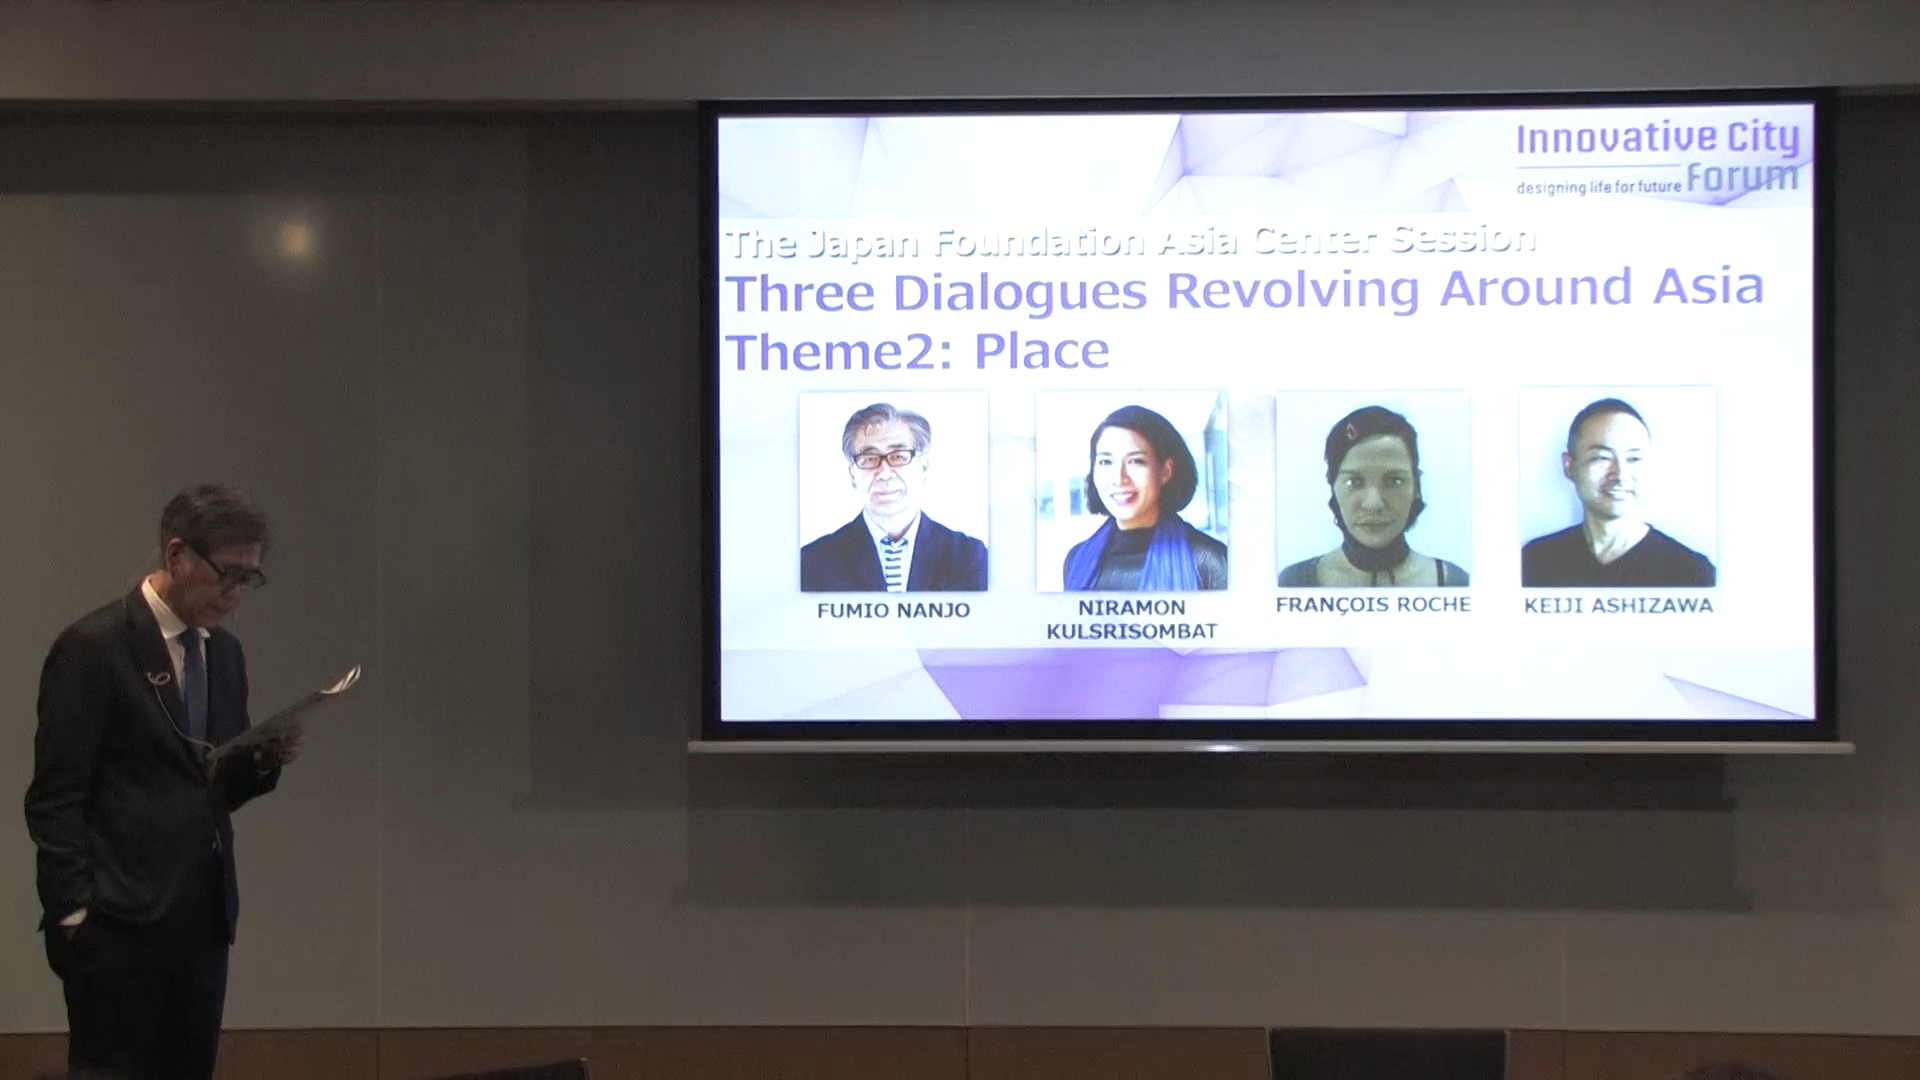 Innovative City
designing life for future Forum
The Japan Foundation Asia Center Session
Three Dialogues Revolving Around Asia
Theme2: Place
FUMIO NANJO
NIRAMON
KULSRISOMBAT
FRANÇOIS ROCHE
KEIJI ASHIZAWA